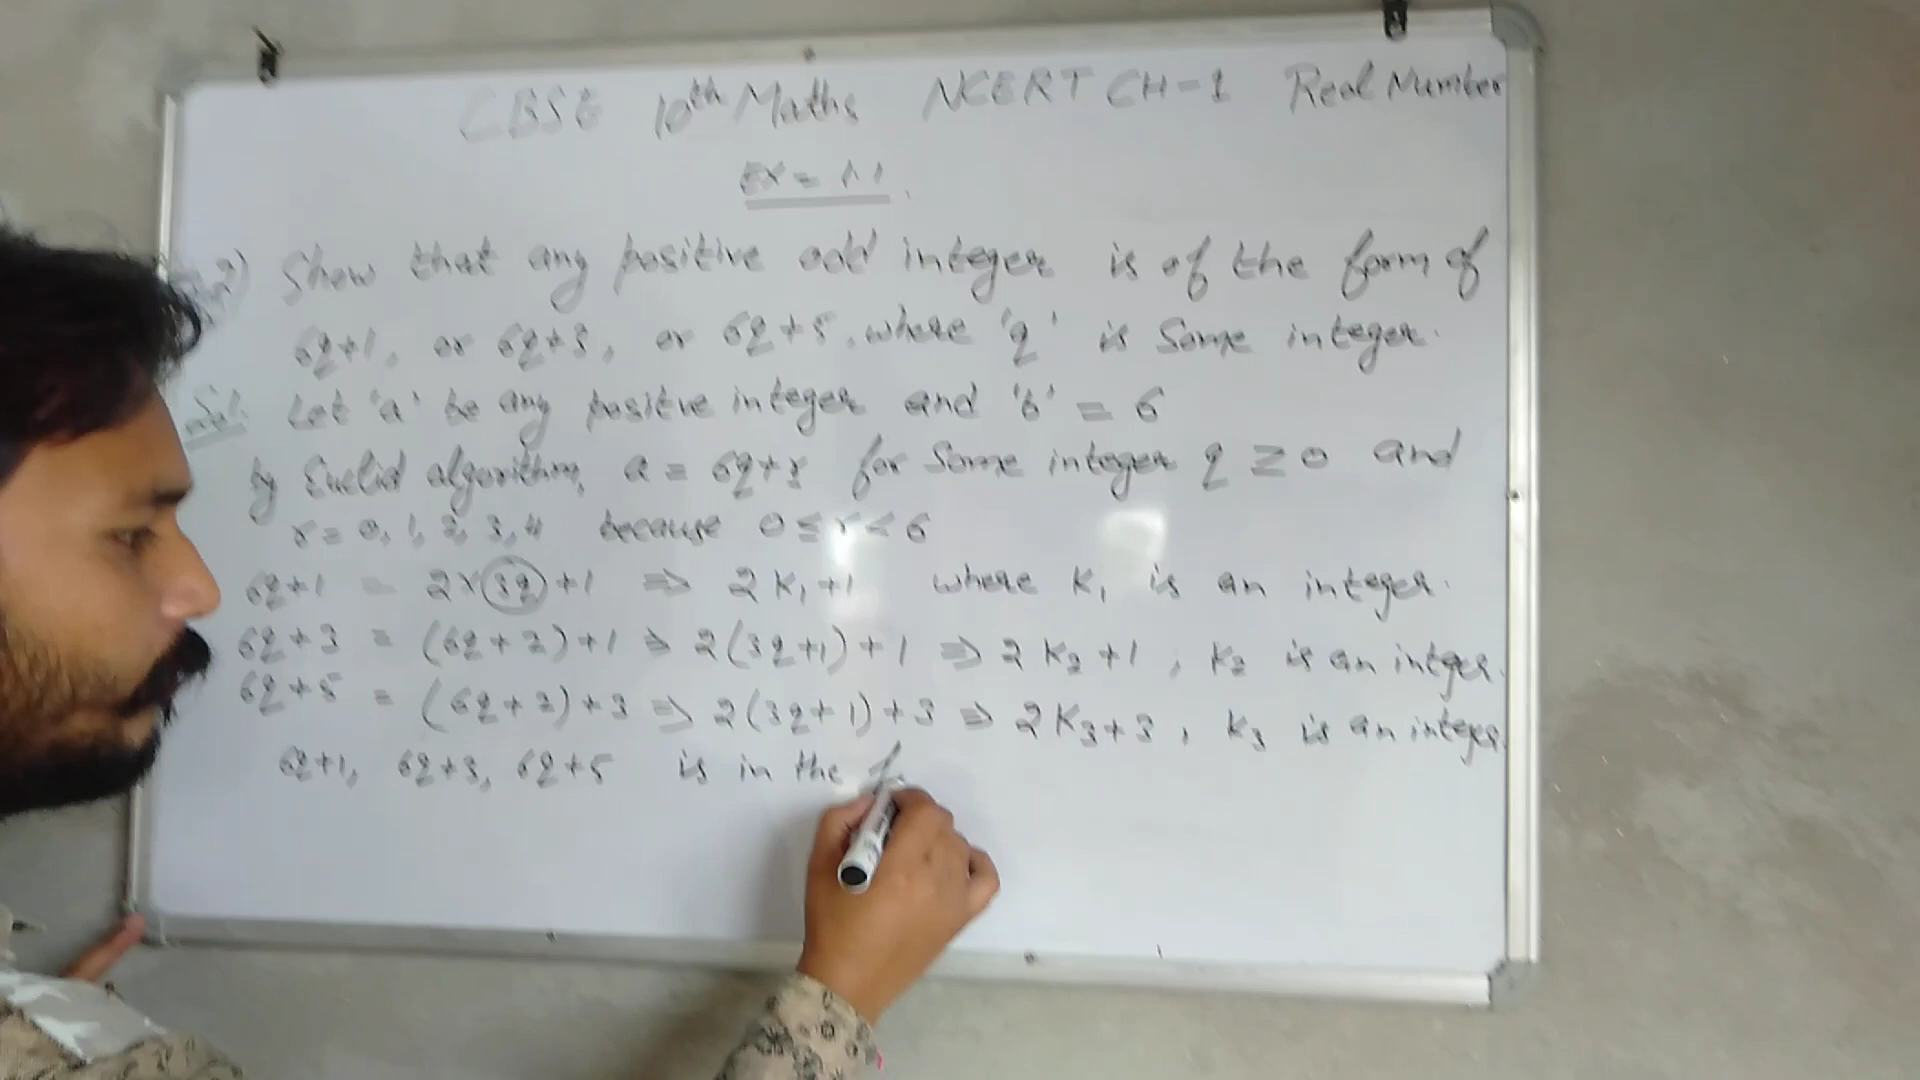 CBSE 10th Maths NCERT CH-1 Real Number
EX = 1.1
2) Show that any positive odd integer is of the form of
6q+1, or 6q+3, or 6q+5, where 'q' is Some integer.
Sol. Let 'a' be any positve integer and 'b' = 6
by Euclid algorithm, a = 6q+r for Some integer q ≥ 0 and
r = 0, 1, 2, 3, 4 because 0 ≤ r < 6
6q+1 = 2×(3q)+1 ⇒ 2K₁+1 where K₁ is an integer.
6q+3 = (6q+2)+1 ⇒ 2(3q+1)+1 ⇒ 2K₂+1, K₂ is an integer.
6q+5 = (6q+2)+3 ⇒ 2(3q+1)+3 ⇒ 2K₃+3, K₃ is an integer.
6q+1, 6q+3, 6q+5 is in the